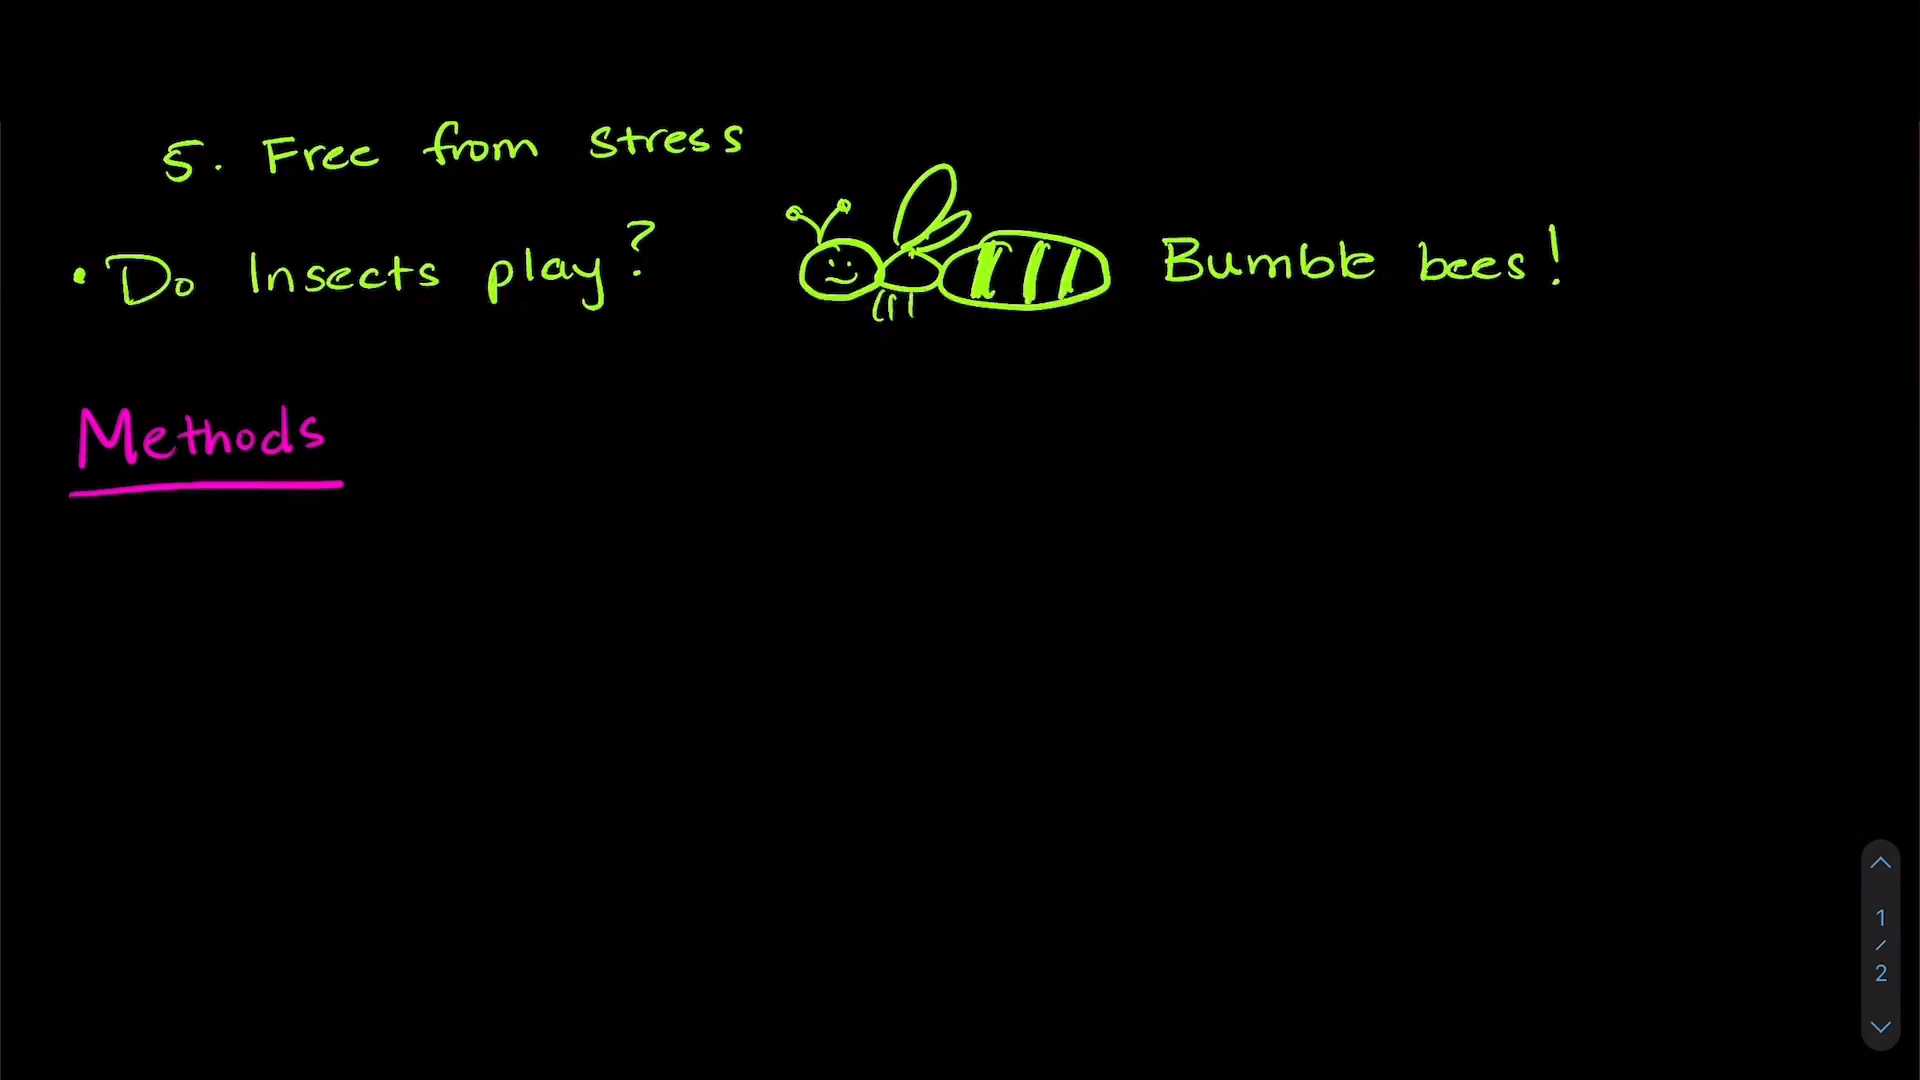 5. Free from stress
• Do Insects play? Bumble bees!
Methods
1
/
2